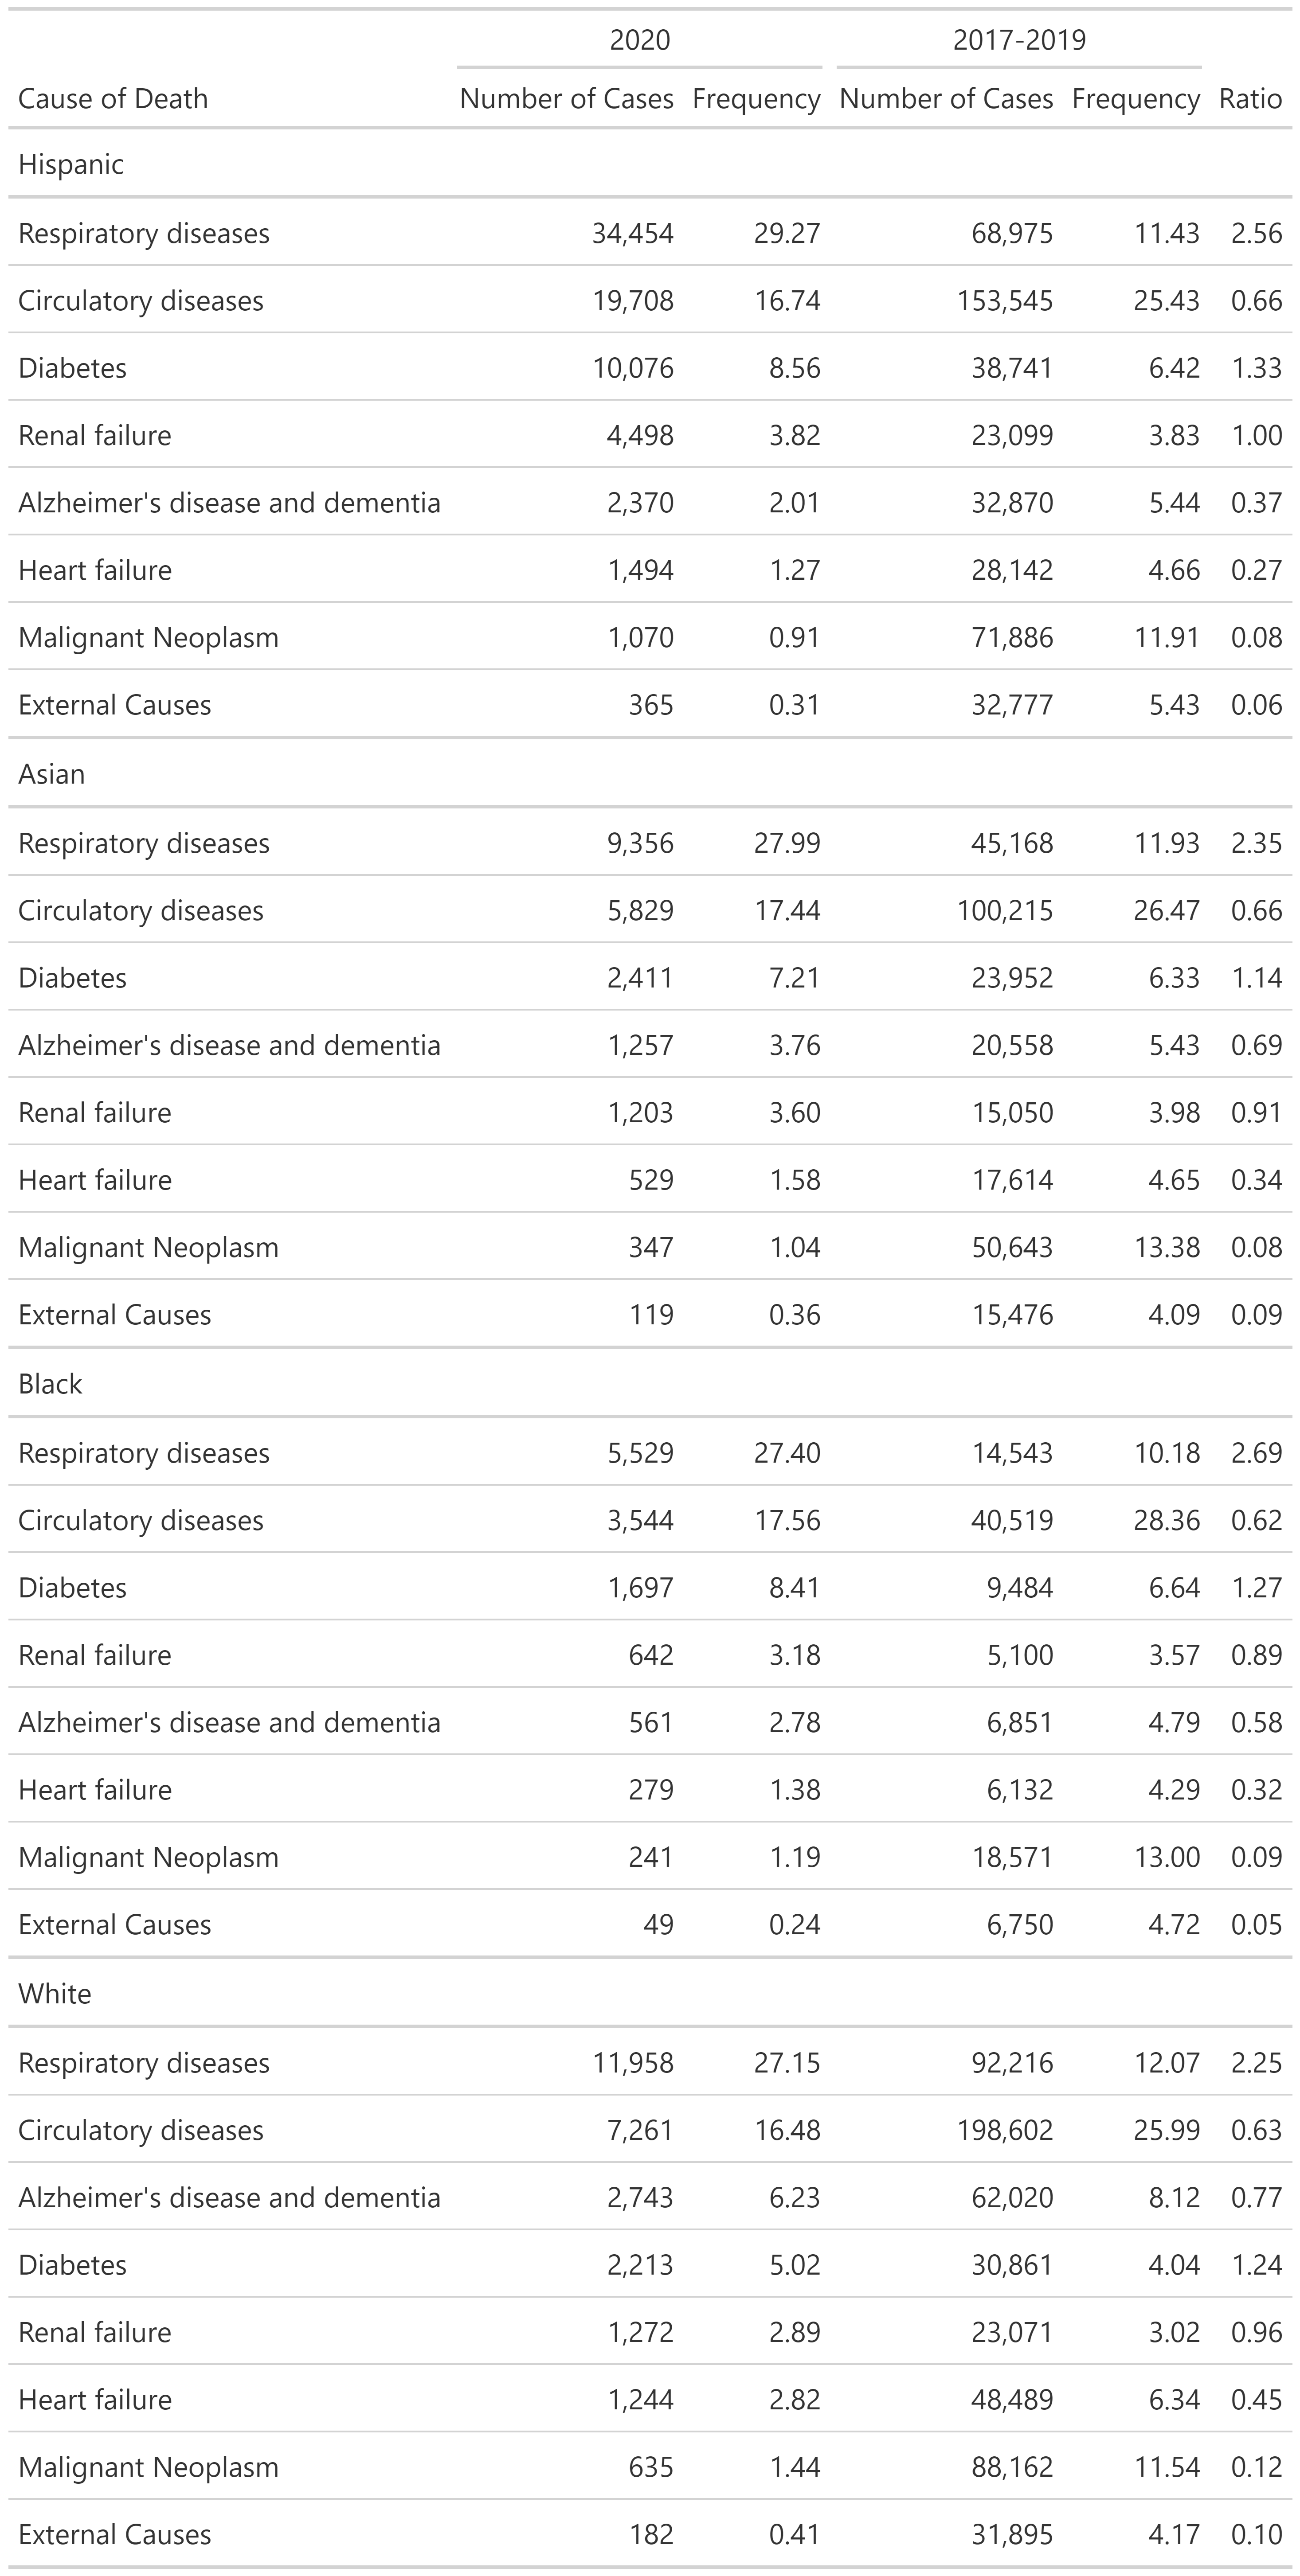 2020 2017-2019
Cause of Death Number of Cases Frequency Number of Cases Frequency Ratio
Hispanic
Respiratory diseases 34,454 29.27 68,975 11.43 2.56
Circulatory diseases 19,708 16.74 153,545 25.43 0.66
Diabetes 10,076 8.56 38,741 6.42 1.33
Renal failure 4,498 3.82 23,099 3.83 1.00
Alzheimer's disease and dementia 2,370 2.01 32,870 5.44 0.37
Heart failure 1,494 1.27 28,142 4.66 0.27
Malignant Neoplasm 1,070 0.91 71,886 11.91 0.08
External Causes 365 0.31 32,777 5.43 0.06
Asian
Respiratory diseases 9,356 27.99 45,168 11.93 2.35
Circulatory diseases 5,829 17.44 100,215 26.47 0.66
Diabetes 2,411 7.21 23,952 6.33 1.14
Alzheimer's disease and dementia 1,257 3.76 20,558 5.43 0.69
Renal failure 1,203 3.60 15,050 3.98 0.91
Heart failure 529 1.58 17,614 4.65 0.34
Malignant Neoplasm 347 1.04 50,643 13.38 0.08
External Causes 119 0.36 15,476 4.09 0.09
Black
Respiratory diseases 5,529 27.40 14,543 10.18 2.69
Circulatory diseases 3,544 17.56 40,519 28.36 0.62
Diabetes 1,697 8.41 9,484 6.64 1.27
Renal failure 642 3.18 5,100 3.57 0.89
Alzheimer's disease and dementia 561 2.78 6,851 4.79 0.58
Heart failure 279 1.38 6,132 4.29 0.32
Malignant Neoplasm 241 1.19 18,571 13.00 0.09
External Causes 49 0.24 6,750 4.72 0.05
White
Respiratory diseases 11,958 27.15 92,216 12.07 2.25
Circulatory diseases 7,261 16.48 198,602 25.99 0.63
Alzheimer's disease and dementia 2,743 6.23 62,020 8.12 0.77
Diabetes 2,213 5.02 30,861 4.04 1.24
Renal failure 1,272 2.89 23,071 3.02 0.96
Heart failure 1,244 2.82 48,489 6.34 0.45
Malignant Neoplasm 635 1.44 88,162 11.54 0.12
External Causes 182 0.41 31,895 4.17 0.10